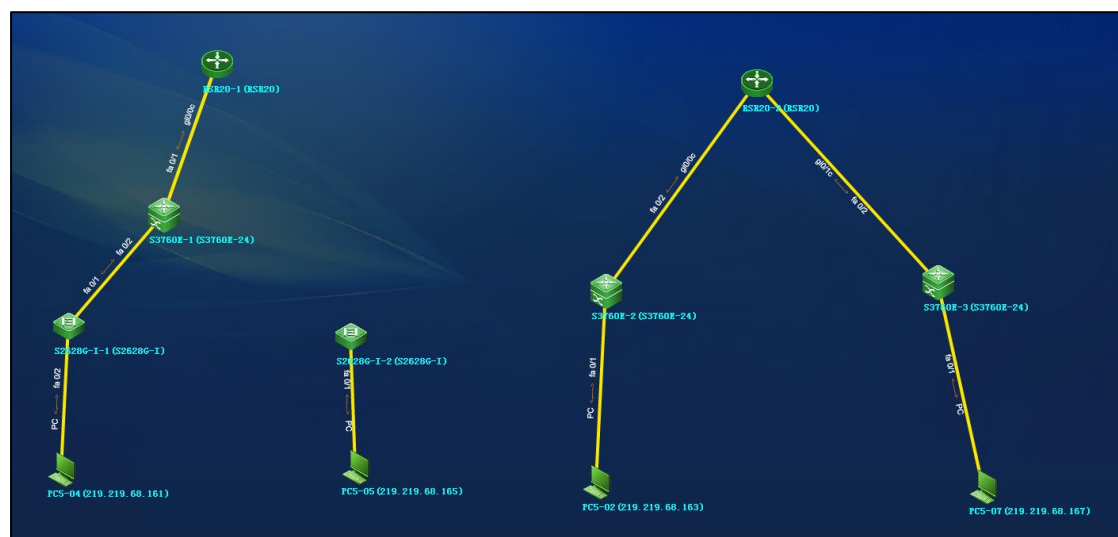 RSR20-1(RSR20)
RSR20-2(RSR20)
gi0/0c
fa 0/1
gi0/0c
fa 0/2
gi0/1c
fa 0/2
S3760E-1(S3760E-24)
fa 0/2
fa 0/1
S3760E-2(S3760E-24)
S3760E-3(S3760E-24)
S2628G-I-1(S2628G-I)
S2628G-I-2(S2628G-I)
fa 0/2
PC
fa 0/1
PC
fa 0/1
PC
fa 0/1
PC
PC5-04(219.219.68.161)
PC5-05(219.219.68.165)
PC5-02(219.219.68.163)
PC5-07(219.219.68.167)